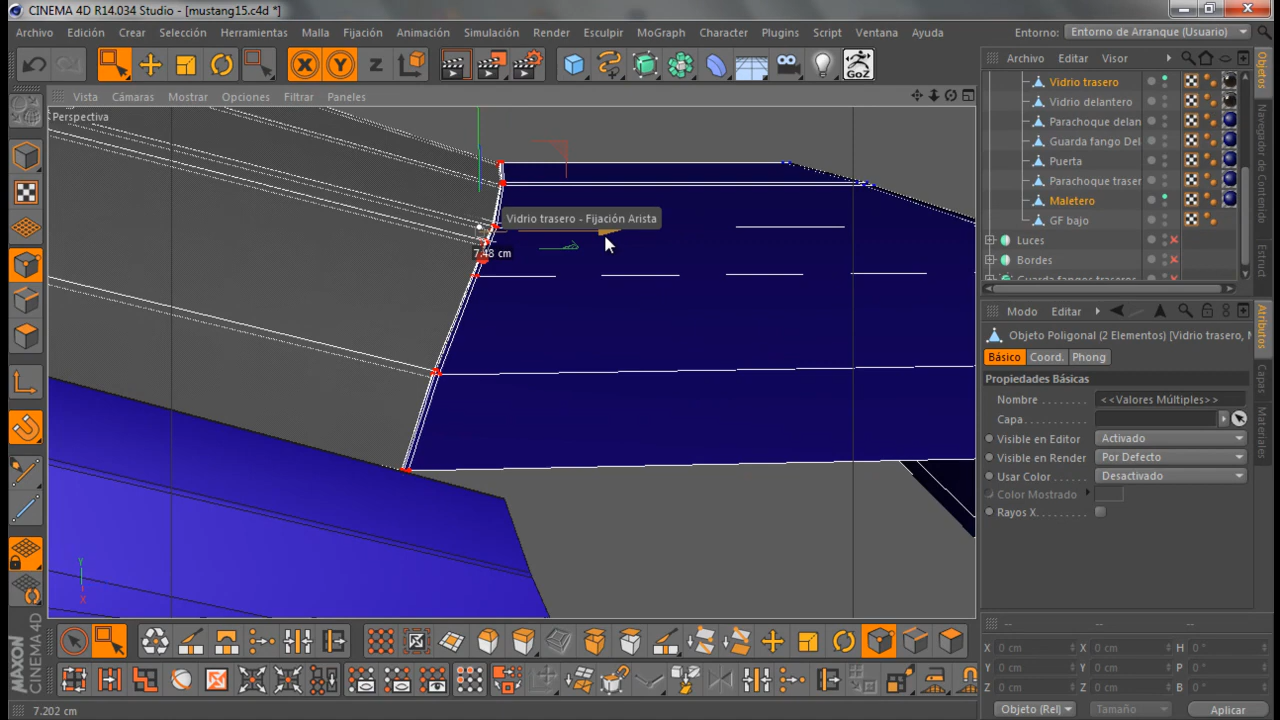 CINEMA 4D R14.034 Studio - [mustang15.c4d *]
Archivo Edición Crear Selección Herramientas Malla Fijación Animación Simulación Render Esculpir MoGraph Character Plugins Script Ventana Ayuda Entorno: Entorno de Arranque (Usuario)
X Y Z GoZ
Archivo Editar Ver
Vista Cámaras Mostrar Opciones Filtrar Paneles
Perspectiva
Vidrio trasero
Vidrio delantero
Parachoque delan
Guarda fango Del
Puerta
Parachoque traser
Maletero
GF bajo
Luces
Bordes
Guarda fangos traseros
Objetos
Navegador de Contenido
Estruct
Vidrio trasero - Fijación Arista
7.48 cm
Modo Editar
Objeto Poligonal (2 Elementos) [Vidrio trasero, M
Básico Coord. Phong
Propiedades Básicas
Nombre <<Valores Múltiples>>
Capa
Visible en Editor Activado
Visible en Render Por Defecto
Usar Color Desactivado
Color Mostrado
Rayos X
Atributos
Capas
Materiales
Y
X
MAXON
CINEMA 4D
-- -- --
X 0 cm X 0 cm H 0 °
Y 0 cm Y 0 cm P 0 °
Z 0 cm Z 0 cm B 0 °
Objeto (Rel) Tamaño Aplicar
7.202 cm